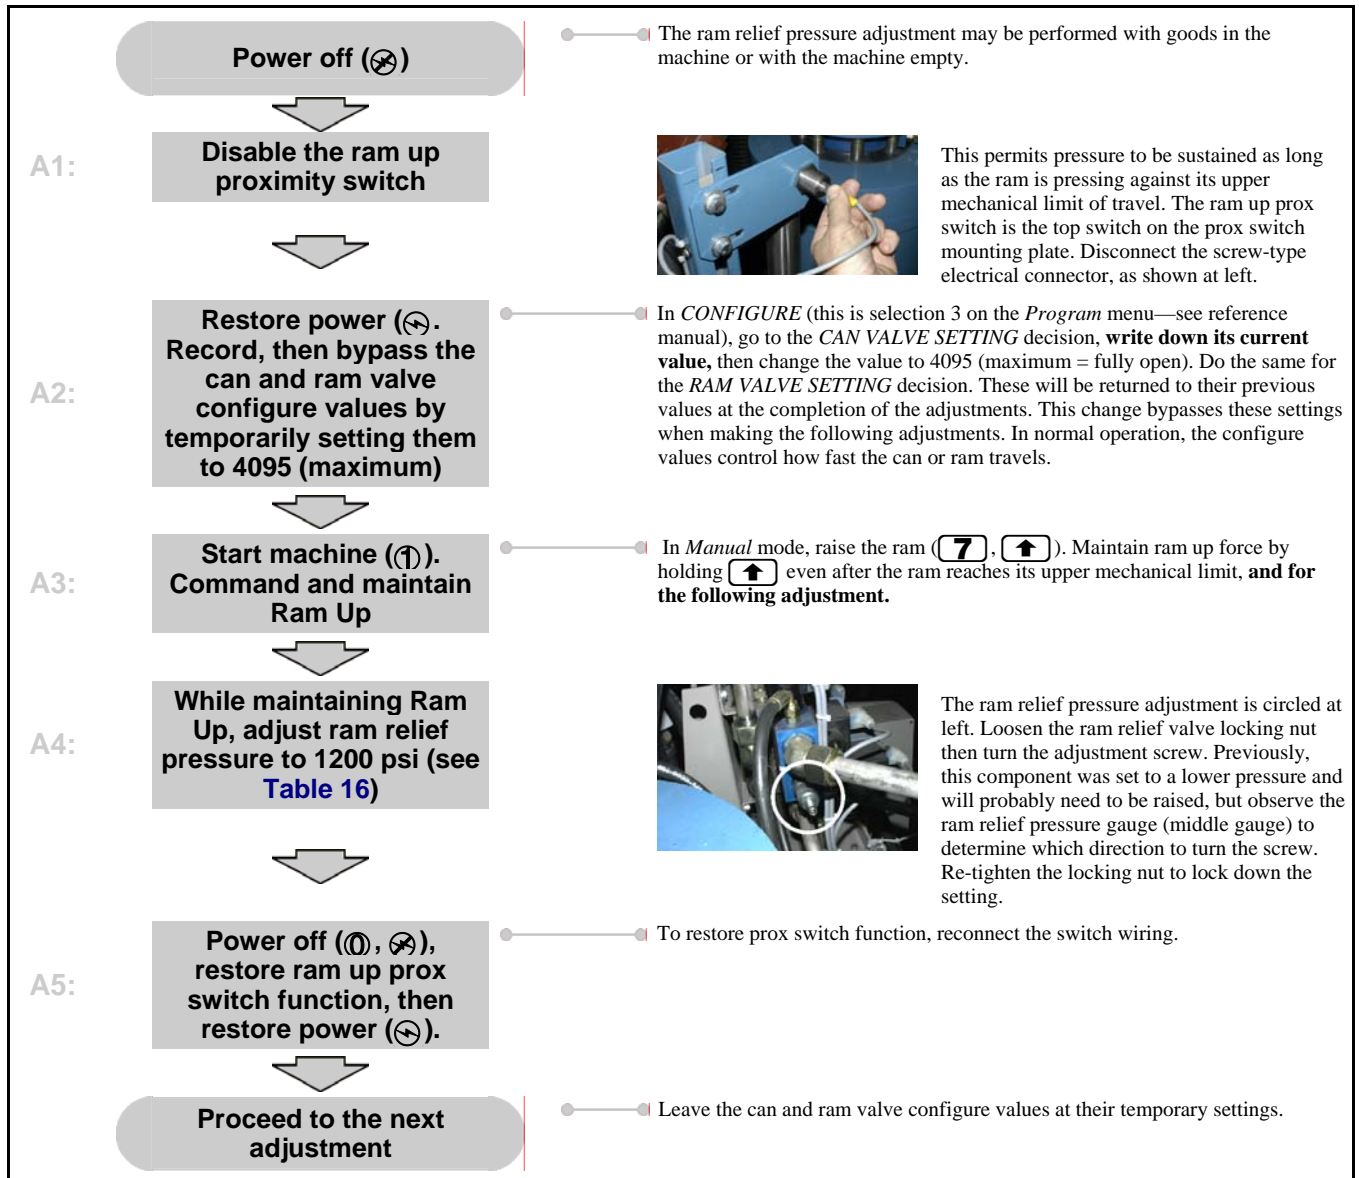 Power off ( )
The ram relief pressure adjustment may be performed with goods in the
machine or with the machine empty.
A1:
Disable the ram up
proximity switch
This permits pressure to be sustained as long
as the ram is pressing against its upper
mechanical limit of travel. The ram up prox
switch is the top switch on the prox switch
mounting plate. Disconnect the screw-type
electrical connector, as shown at left.
A2:
Restore power ( .
Record, then bypass the
can and ram valve
configure values by
temporarily setting them
to 4095 (maximum)
In CONFIGURE (this is selection 3 on the Program menu—see reference
manual), go to the CAN VALVE SETTING decision, write down its current
value, then change the value to 4095 (maximum = fully open). Do the same for
the RAM VALVE SETTING decision. These will be returned to their previous
values at the completion of the adjustments. This change bypasses these settings
when making the following adjustments. In normal operation, the configure
values control how fast the can or ram travels.
A3:
Start machine (1).
Command and maintain
Ram Up
In Manual mode, raise the ram ( 7 , ⬆ ). Maintain ram up force by
holding ⬆ even after the ram reaches its upper mechanical limit, and for
the following adjustment.
A4:
While maintaining Ram
Up, adjust ram relief
pressure to 1200 psi (see
Table 16)
The ram relief pressure adjustment is circled at
left. Loosen the ram relief valve locking nut
then turn the adjustment screw. Previously,
this component was set to a lower pressure and
will probably need to be raised, but observe the
ram relief pressure gauge (middle gauge) to
determine which direction to turn the screw.
Re-tighten the locking nut to lock down the
setting.
A5:
Power off (0, ),
restore ram up prox
switch function, then
restore power ( ).
To restore prox switch function, reconnect the switch wiring.
Proceed to the next
adjustment
Leave the can and ram valve configure values at their temporary settings.